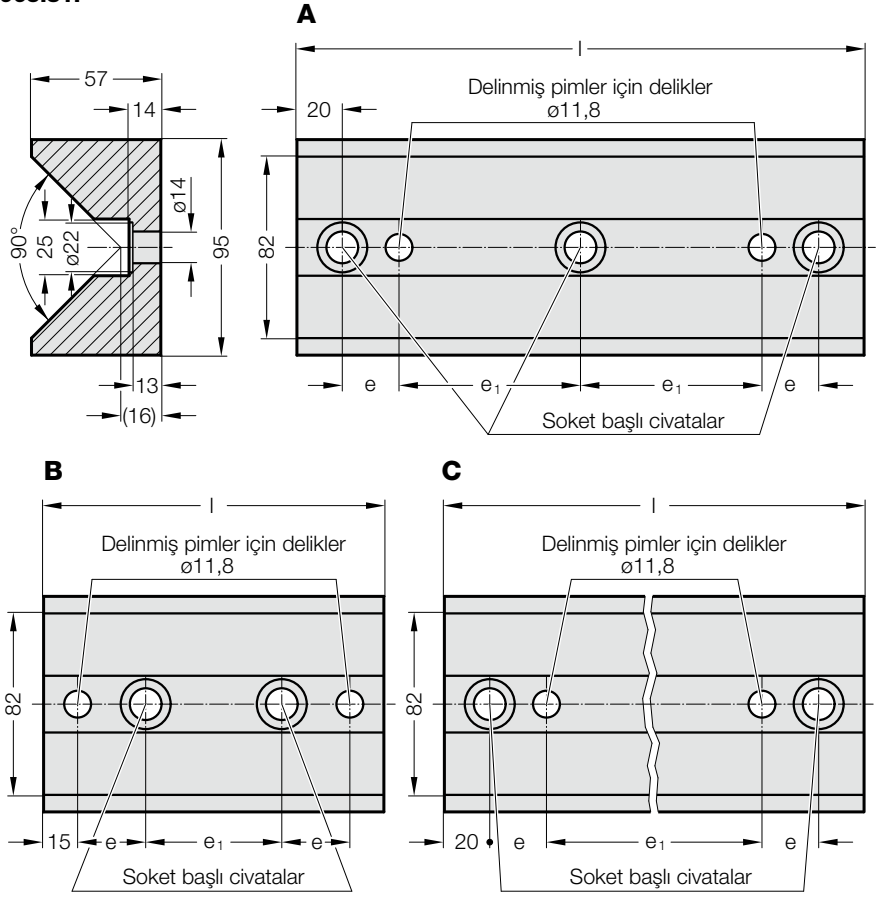 A
l
57
14
20
Delinmiş pimler için delikler
ø11,8
90°
25
ø22
ø14
95
82
13
(16)
e
e₁
e₁
e
Soket başlı civatalar
B
l
Delinmiş pimler için delikler
ø11,8
82
15
e
e₁
e
Soket başlı civatalar
C
l
Delinmiş pimler için delikler
ø11,8
82
20
e
e₁
e
Soket başlı civatalar